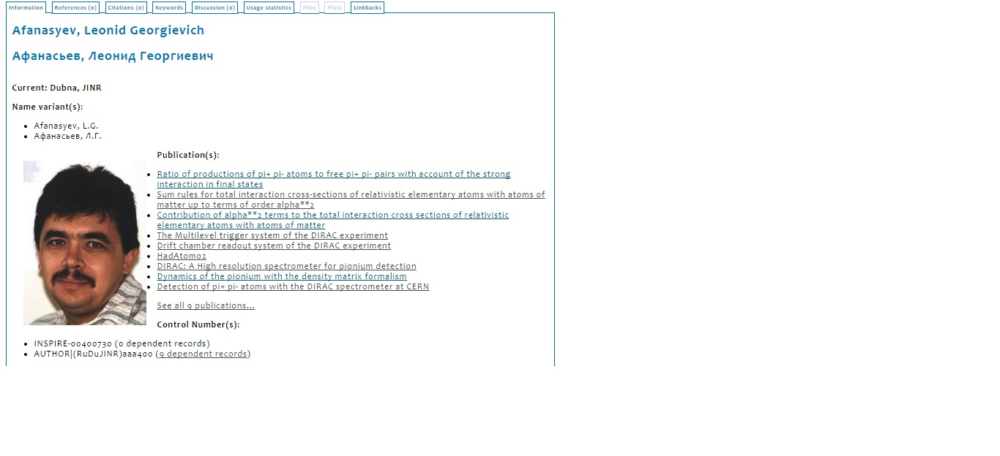 Information References (0) Citations (0) Keywords Discussion (0) Usage statistics Files Plots Linkbacks
Afanasyev, Leonid Georgievich
Афанасьев, Леонид Георгиевич
Current: Dubna, JINR
Name variant(s):
Afanasyev, L.G.
Афанасьев, Л.Г.
Publication(s):
Ratio of productions of pi+ pi- atoms to free pi+ pi- pairs with account of the strong
interaction in final states
Sum rules for total interaction cross-sections of relativistic elementary atoms with atoms of
matter up to terms of order alpha**2
Contribution of alpha**2 terms to the total interaction cross sections of relativistic
elementary atoms with atoms of matter
The Multilevel trigger system of the DIRAC experiment
Drift chamber readout system of the DIRAC experiment
HadAtom02
DIRAC: A High resolution spectrometer for pionium detection
Dynamics of the pionium with the density matrix formalism
Detection of pi+ pi- atoms with the DIRAC spectrometer at CERN
See all 9 publications...
Control Number(s):
INSPIRE-00400730 (0 dependent records)
AUTHOR|(RuDuJINR)aaa400 (9 dependent records)